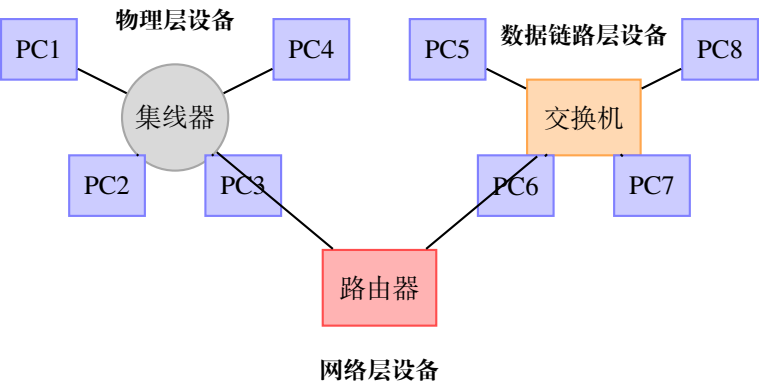 物理层设备
数据链路层设备
PC1
PC4
PC5
PC8
集线器
交换机
PC2
PC3
PC6
PC7
路由器
网络层设备